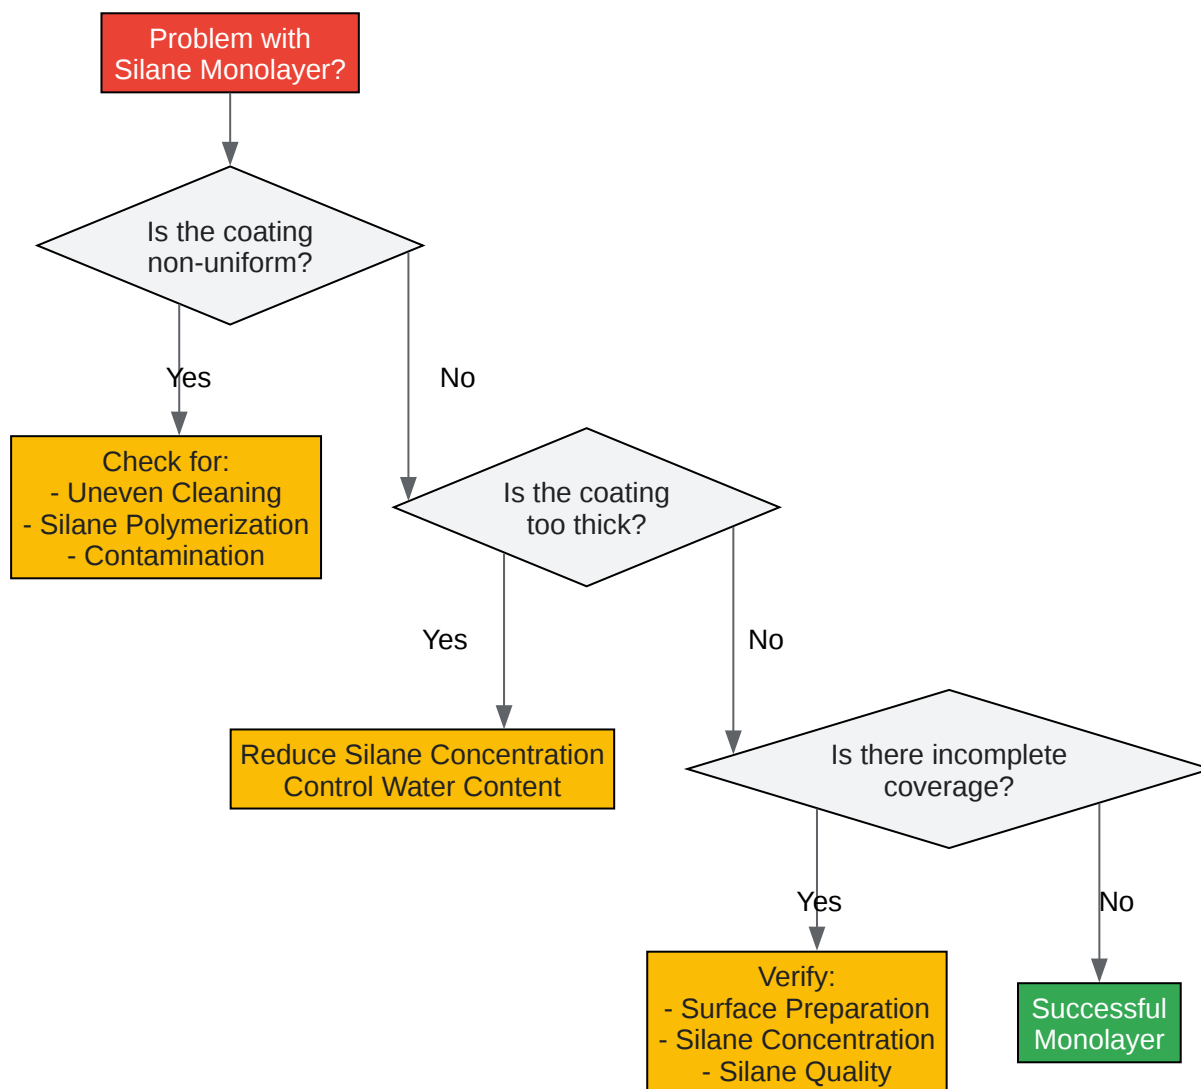 Problem with
Silane Monolayer?
Is the coating
non-uniform?
Yes
No
Check for:
- Uneven Cleaning
- Silane Polymerization
- Contamination
Is the coating
too thick?
Yes
No
Reduce Silane Concentration
Control Water Content
Is there incomplete
coverage?
Yes
No
Verify:
- Surface Preparation
- Silane Concentration
- Silane Quality
Successful
Monolayer